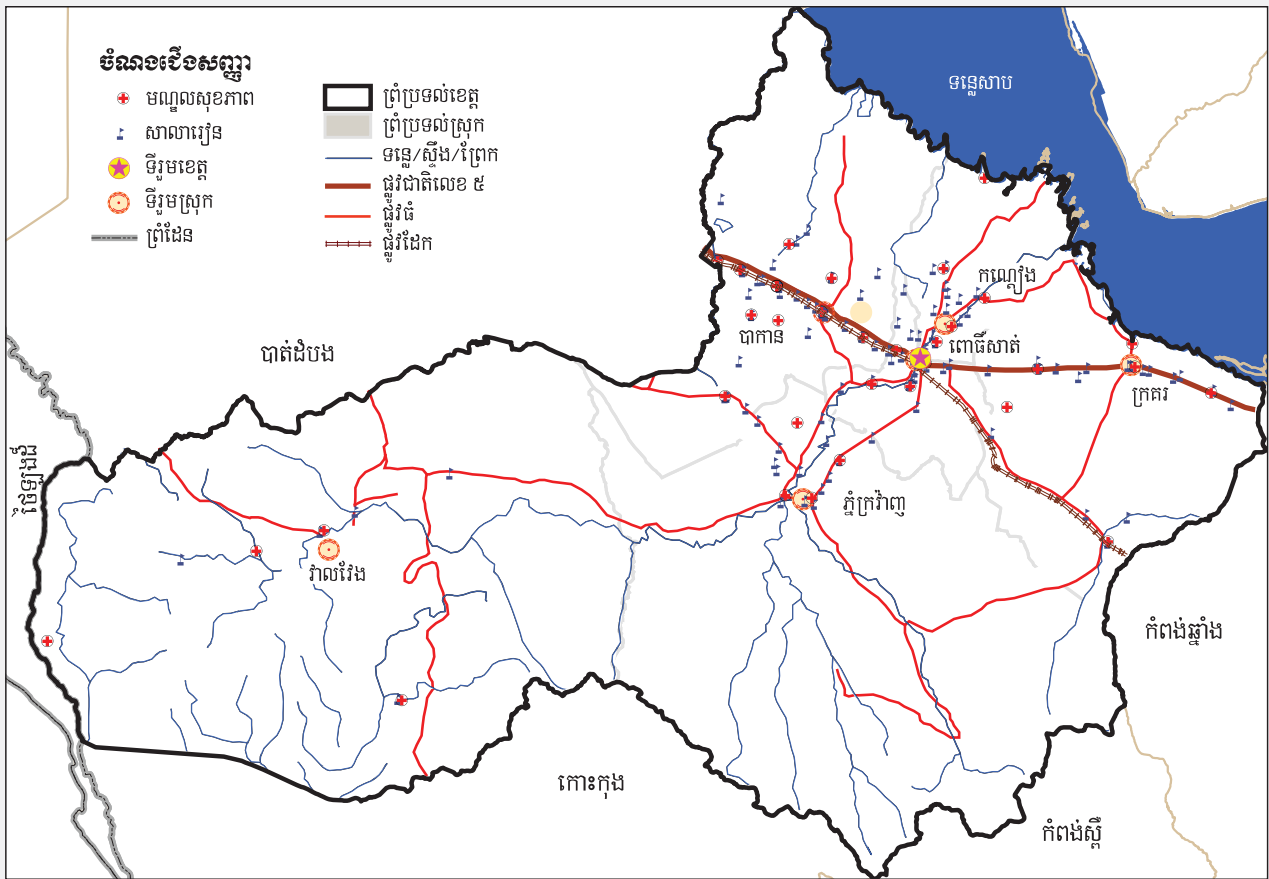 ចំណងជើងសញ្ញា
មណ្ឌលសុខភាព
សាលារៀន
ទីរួមខេត្ត
ទីរួមស្រុក
ព្រំដែន
ព្រំប្រទល់ខេត្ត
ព្រំប្រទល់ស្រុក
ទន្លេ/ស្ទឹង/ព្រែក
ផ្លូវជាតិលេខ ៥
ផ្លូវធំ
ផ្លូវដែក
ទន្លេសាប
កណ្តៀង
បាកាន
ពោធិ៍សាត់
បាត់ដំបង
ក្រគរ
ភ្នំក្រវ៉ាញ
វាលវែង
កំពង់ឆ្នាំង
កោះកុង
កំពង់ស្ពឺ